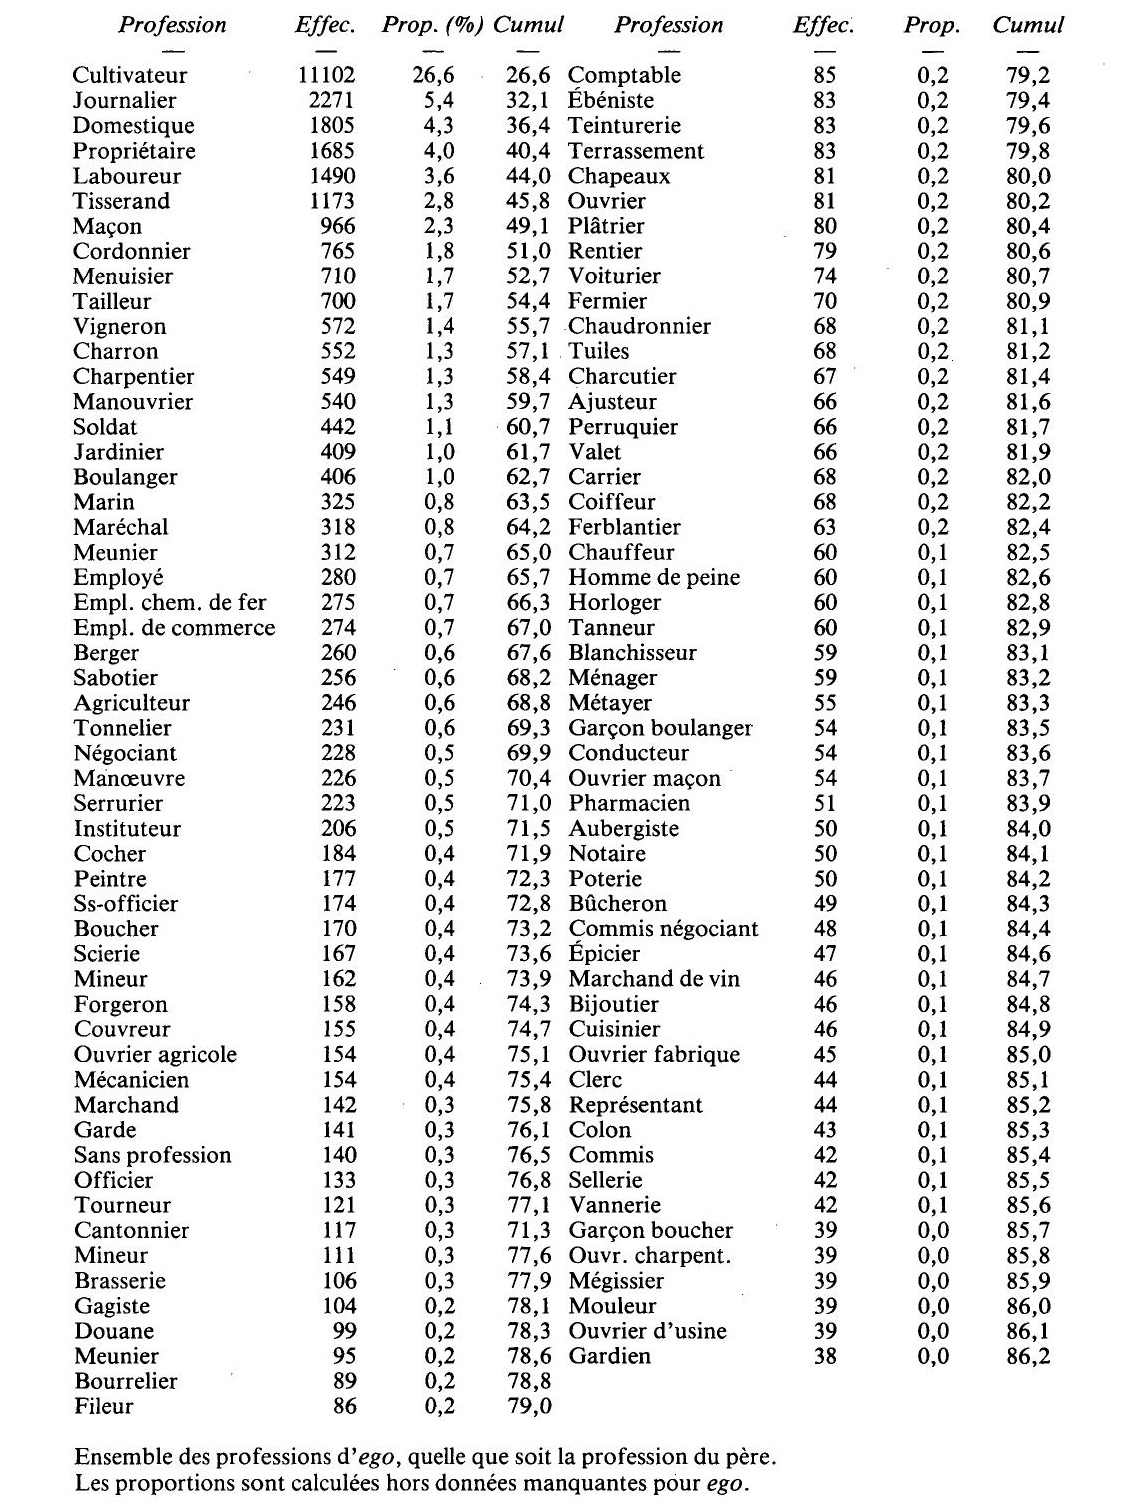 Profession Effec. Prop. (%) Cumul Profession Effec. Prop. Cumul
Cultivateur 11102 26,6 26,6 Comptable 85 0,2 79,2
Journalier 2271 5,4 32,1 Ébéniste 83 0,2 79,4
Domestique 1805 4,3 36,4 Teinturerie 83 0,2 79,6
Propriétaire 1685 4,0 40,4 Terrassement 83 0,2 79,8
Laboureur 1490 3,6 44,0 Chapeaux 81 0,2 80,0
Tisserand 1173 2,8 45,8 Ouvrier 81 0,2 80,2
Maçon 966 2,3 49,1 Plâtrier 80 0,2 80,4
Cordonnier 765 1,8 51,0 Rentier 79 0,2 80,6
Menuisier 710 1,7 52,7 Voiturier 74 0,2 80,7
Tailleur 700 1,7 54,4 Fermier 70 0,2 80,9
Vigneron 572 1,4 55,7 Chaudronnier 68 0,2 81,1
Charron 552 1,3 57,1 Tuiles 68 0,2 81,2
Charpentier 549 1,3 58,4 Charcutier 67 0,2 81,4
Manouvrier 540 1,3 59,7 Ajusteur 66 0,2 81,6
Soldat 442 1,1 60,7 Perruquier 66 0,2 81,7
Jardinier 409 1,0 61,7 Valet 66 0,2 81,9
Boulanger 406 1,0 62,7 Carrier 68 0,2 82,0
Marin 325 0,8 63,5 Coiffeur 68 0,2 82,2
Maréchal 318 0,8 64,2 Ferblantier 63 0,2 82,4
Meunier 312 0,7 65,0 Chauffeur 60 0,1 82,5
Employé 280 0,7 65,7 Homme de peine 60 0,1 82,6
Empl. chem. de fer 275 0,7 66,3 Horloger 60 0,1 82,8
Empl. de commerce 274 0,7 67,0 Tanneur 60 0,1 82,9
Berger 260 0,6 67,6 Blanchisseur 59 0,1 83,1
Sabotier 256 0,6 68,2 Ménager 59 0,1 83,2
Agriculteur 246 0,6 68,8 Métayer 55 0,1 83,3
Tonnelier 231 0,6 69,3 Garçon boulanger 54 0,1 83,5
Négociant 228 0,5 69,9 Conducteur 54 0,1 83,6
Manœuvre 226 0,5 70,4 Ouvrier maçon 54 0,1 83,7
Serrurier 223 0,5 71,0 Pharmacien 51 0,1 83,9
Instituteur 206 0,5 71,5 Aubergiste 50 0,1 84,0
Cocher 184 0,4 71,9 Notaire 50 0,1 84,1
Peintre 177 0,4 72,3 Poterie 50 0,1 84,2
Ss-officier 174 0,4 72,8 Bûcheron 49 0,1 84,3
Boucher 170 0,4 73,2 Commis négociant 48 0,1 84,4
Scierie 167 0,4 73,6 Épicier 47 0,1 84,6
Mineur 162 0,4 73,9 Marchand de vin 46 0,1 84,7
Forgeron 158 0,4 74,3 Bijoutier 46 0,1 84,8
Couvreur 155 0,4 74,7 Cuisinier 46 0,1 84,9
Ouvrier agricole 154 0,4 75,1 Ouvrier fabrique 45 0,1 85,0
Mécanicien 154 0,4 75,4 Clerc 44 0,1 85,1
Marchand 142 0,3 75,8 Représentant 44 0,1 85,2
Garde 141 0,3 76,1 Colon 43 0,1 85,3
Sans profession 140 0,3 76,5 Commis 42 0,1 85,4
Officier 133 0,3 76,8 Sellerie 42 0,1 85,5
Tourneur 121 0,3 77,1 Vannerie 42 0,1 85,6
Cantonnier 117 0,3 71,3 Garçon boucher 39 0,0 85,7
Mineur 111 0,3 77,6 Ouvr. charpent. 39 0,0 85,8
Brasserie 106 0,3 77,9 Mégissier 39 0,0 85,9
Gagiste 104 0,2 78,1 Mouleur 39 0,0 86,0
Douane 99 0,2 78,3 Ouvrier d'usine 39 0,0 86,1
Meunier 95 0,2 78,6 Gardien 38 0,0 86,2
Bourrelier 89 0,2 78,8
Fileur 86 0,2 79,0
Ensemble des professions d'ego, quelle que soit la profession du père.
Les proportions sont calculées hors données manquantes pour ego.